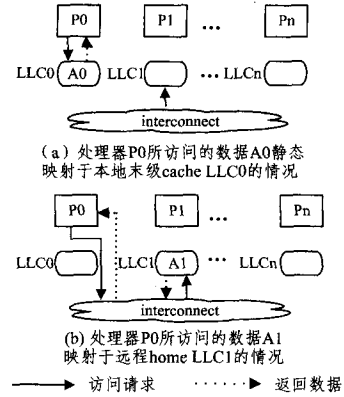 P0 P1 ... Pn
LLC0 A0 LLC1 ... LLCn
interconnect
(a) 处理器P0所访问的数据A0静态
映射于本地末级cache LLC0的情况
P0 P1 ... Pn
LLC0 LLC1 A1 ... LLCn
interconnect
(b) 处理器P0所访问的数据A1
映射于远程home LLC1的情况
访问请求 返回数据